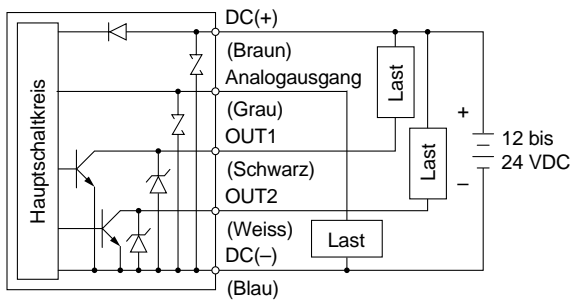 Hauptschaltkreis
DC(+)
(Braun)
Analogausgang
(Grau)
OUT1
(Schwarz)
OUT2
(Weiss)
DC(–)
(Blau)
Last
Last
Last
+
–
12 bis
24 VDC